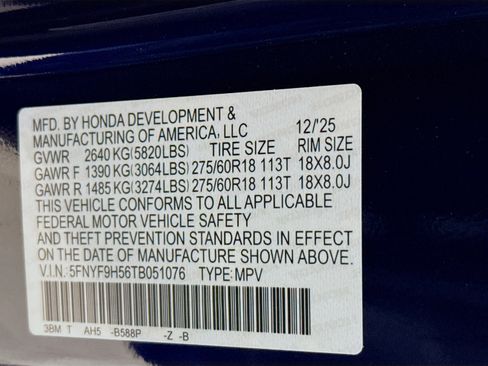 MFD. BY HONDA DEVELOPMENT &
MANUFACTURING OF AMERICA, LLC 12/'25
GVWR 2640 KG(5820LBS) TIRE SIZE RIM SIZE
GAWR F 1390 KG(3064LBS) 275/60R18 113T 18X8.0J
GAWR R 1485 KG(3274LBS) 275/60R18 113T 18X8.0J
THIS VEHICLE CONFORMS TO ALL APPLICABLE
FEDERAL MOTOR VEHICLE SAFETY
AND THEFT PREVENTION STANDARDS IN EFFECT
ON THE DATE OF MANUFACTURE SHOWN ABOVE.
V.I.N.: 5FNYF9H56TB051076 TYPE: MPV
3BM T AH5 -B588P -Z -B